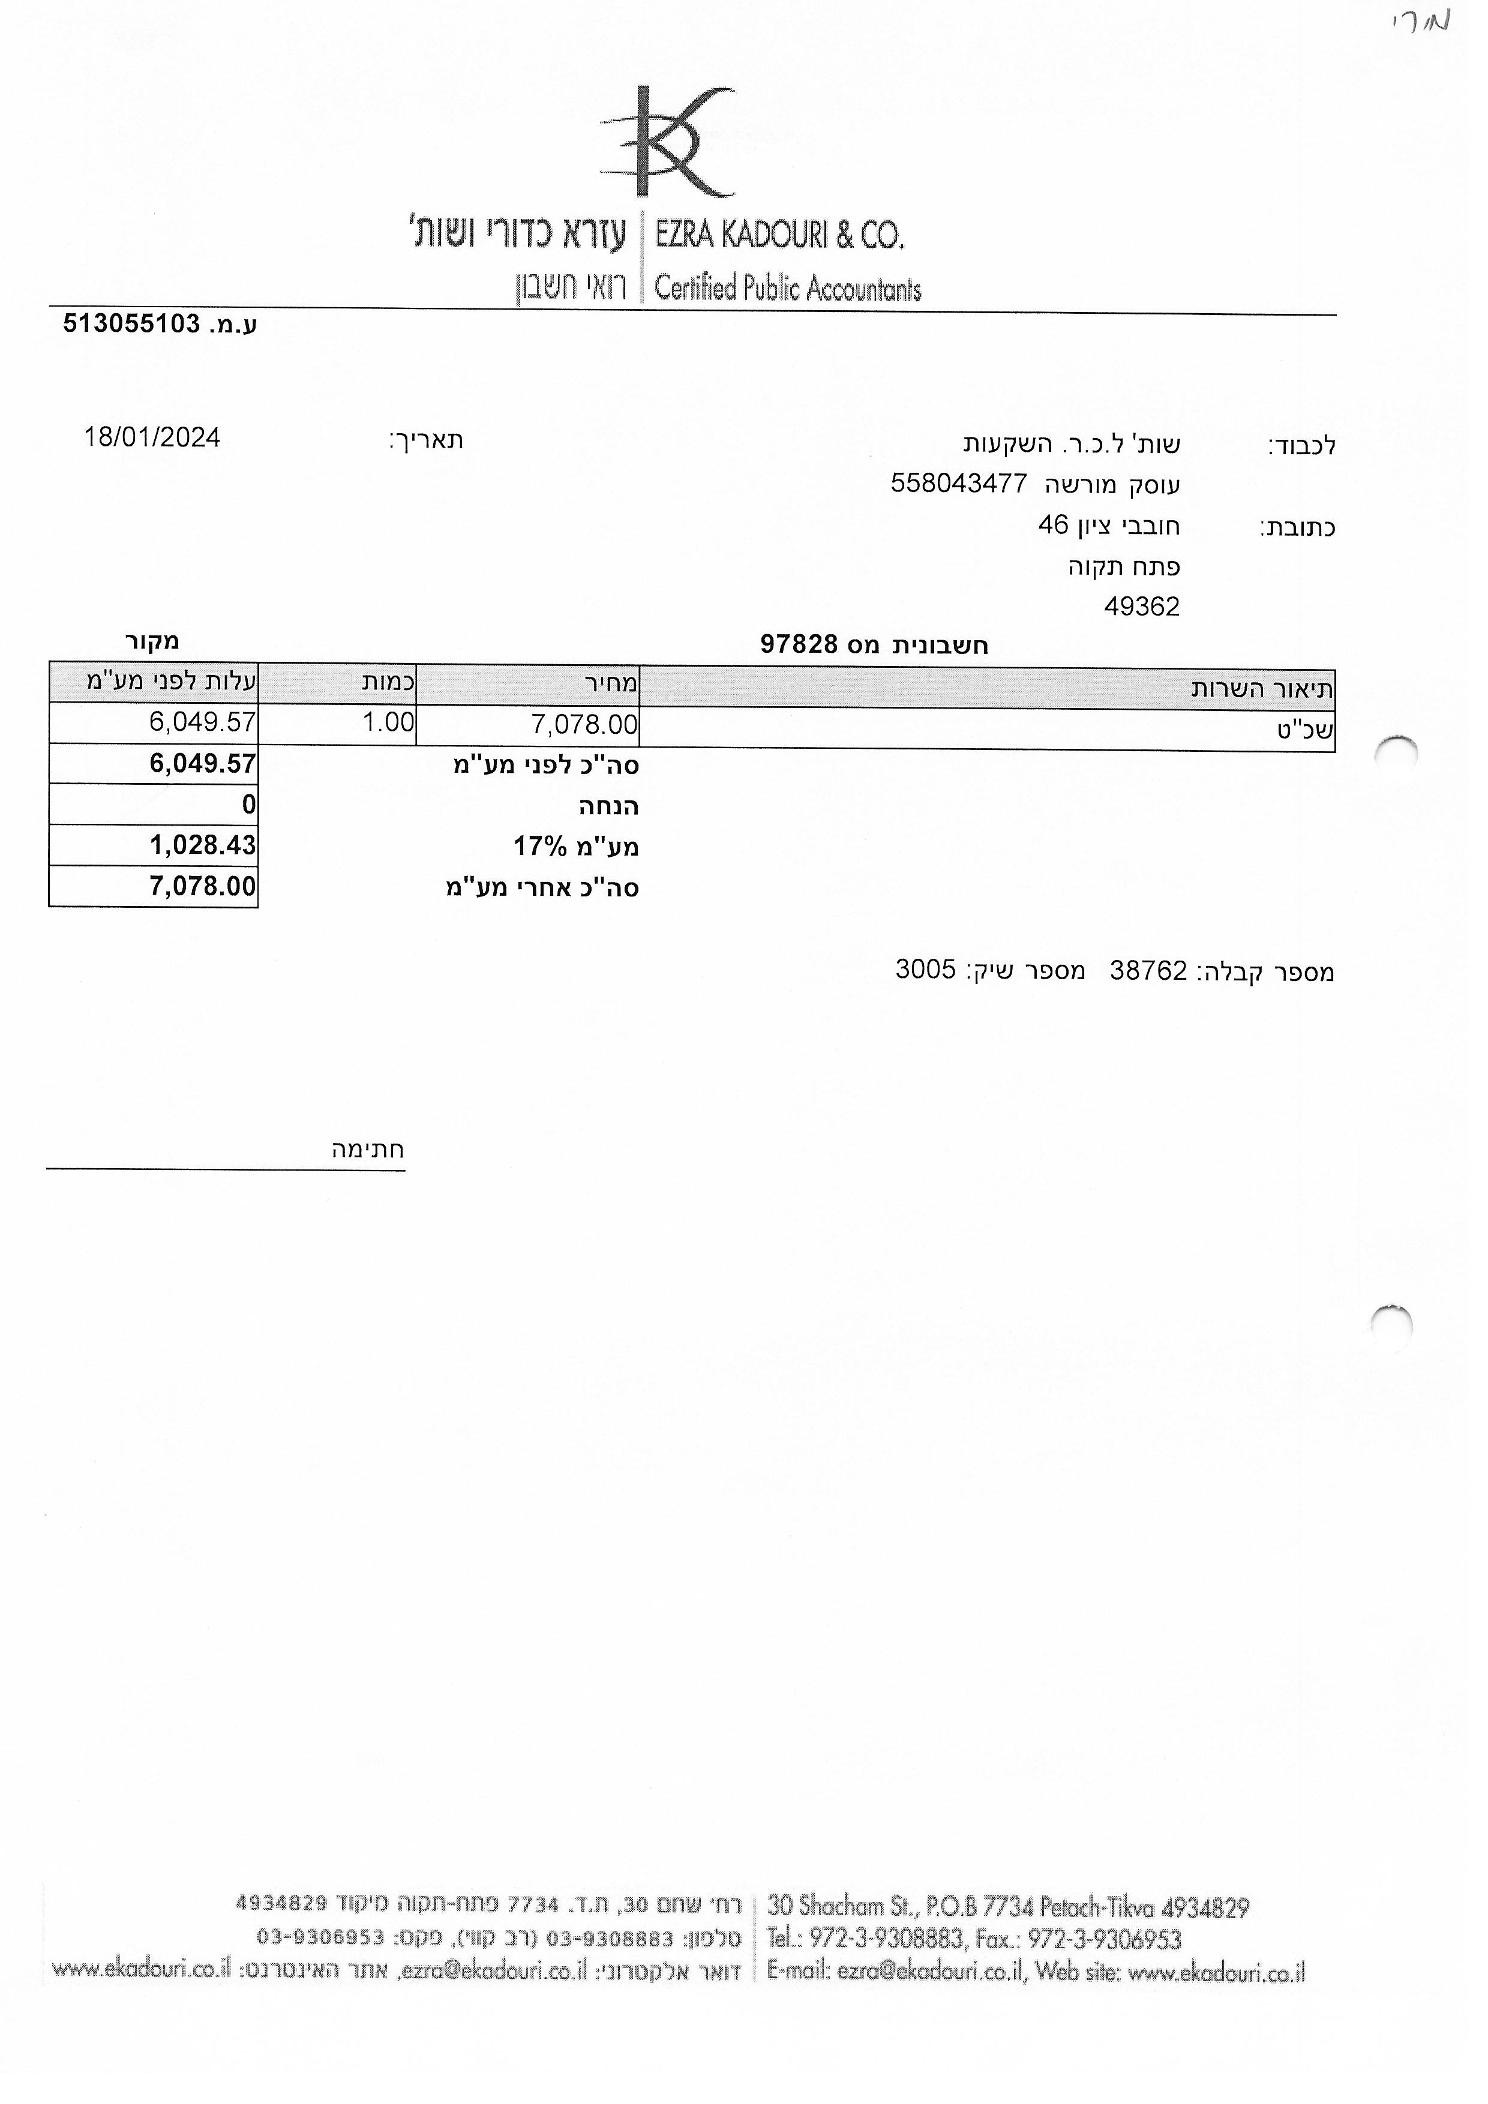 מורי
עזרא כדורי ושות' EZRA KADOURI & CO.
רואי חשבון Certified Public Accountants
ע.מ. 513055103
לכבוד: שות' ל.כ.ר. השקעות תאריך: 18/01/2024
עוסק מורשה 558043477
כתובת: חובבי ציון 46
פתח תקוה
49362
חשבונית מס 97828 מקור
תיאור השרות מחיר כמות עלות לפני מע"מ
שכ"ט 7,078.00 1.00 6,049.57
סה"כ לפני מע"מ 6,049.57
הנחה 0
מע"מ 17% 1,028.43
סה"כ אחרי מע"מ 7,078.00
מספר קבלה: 38762 מספר שיק: 3005
חתימה
רח' שחם 30, ת.ד. 7734 פתח-תקוה מיקוד 4934829 30 Shacham St., P.O.B 7734 Petach-Tikva 4934829
טלפון: 03-9308883 (רב קווי), פקס: 03-9306953 Tel.: 972-3-9308883, Fax.: 972-3-9306953
דואר אלקטרוני: ezra@ekadouri.co.il, אתר האינטרנט: www.ekadouri.co.il E-mail: ezra@ekadouri.co.il, Web site: www.ekadouri.co.il